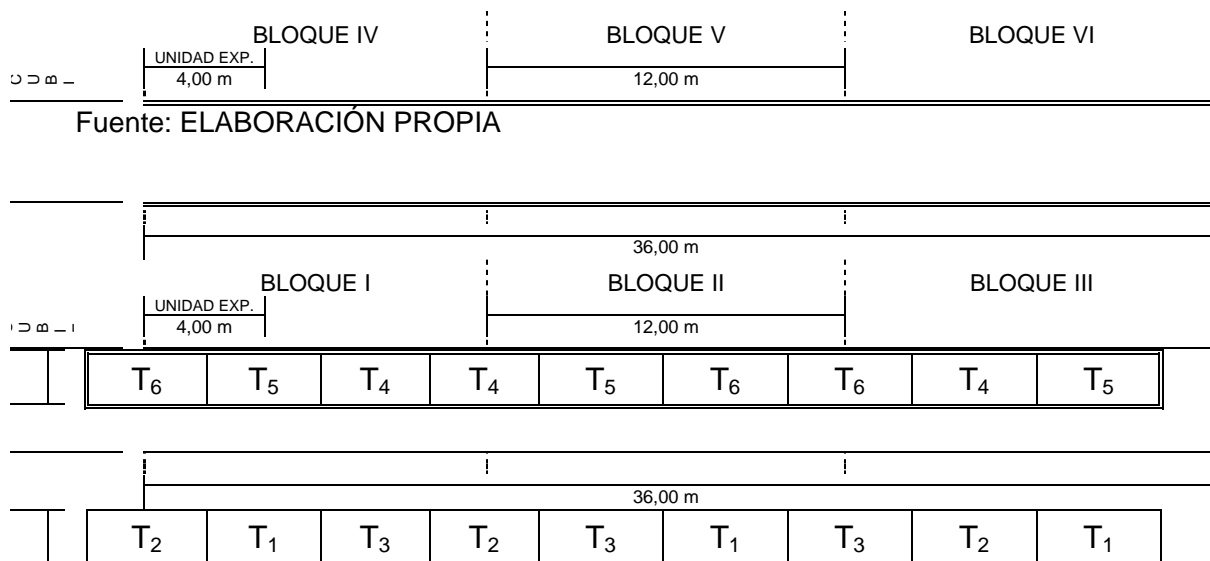 BLOQUE IV BLOQUE V BLOQUE VI
UNIDAD EXP.
4,00 m 12,00 m
Fuente: ELABORACIÓN PROPIA
36,00 m
BLOQUE I BLOQUE II BLOQUE III
UNIDAD EXP.
4,00 m 12,00 m
T6 T5 T4 T4 T5 T6 T6 T4 T5
36,00 m
T2 T1 T3 T2 T3 T1 T3 T2 T1